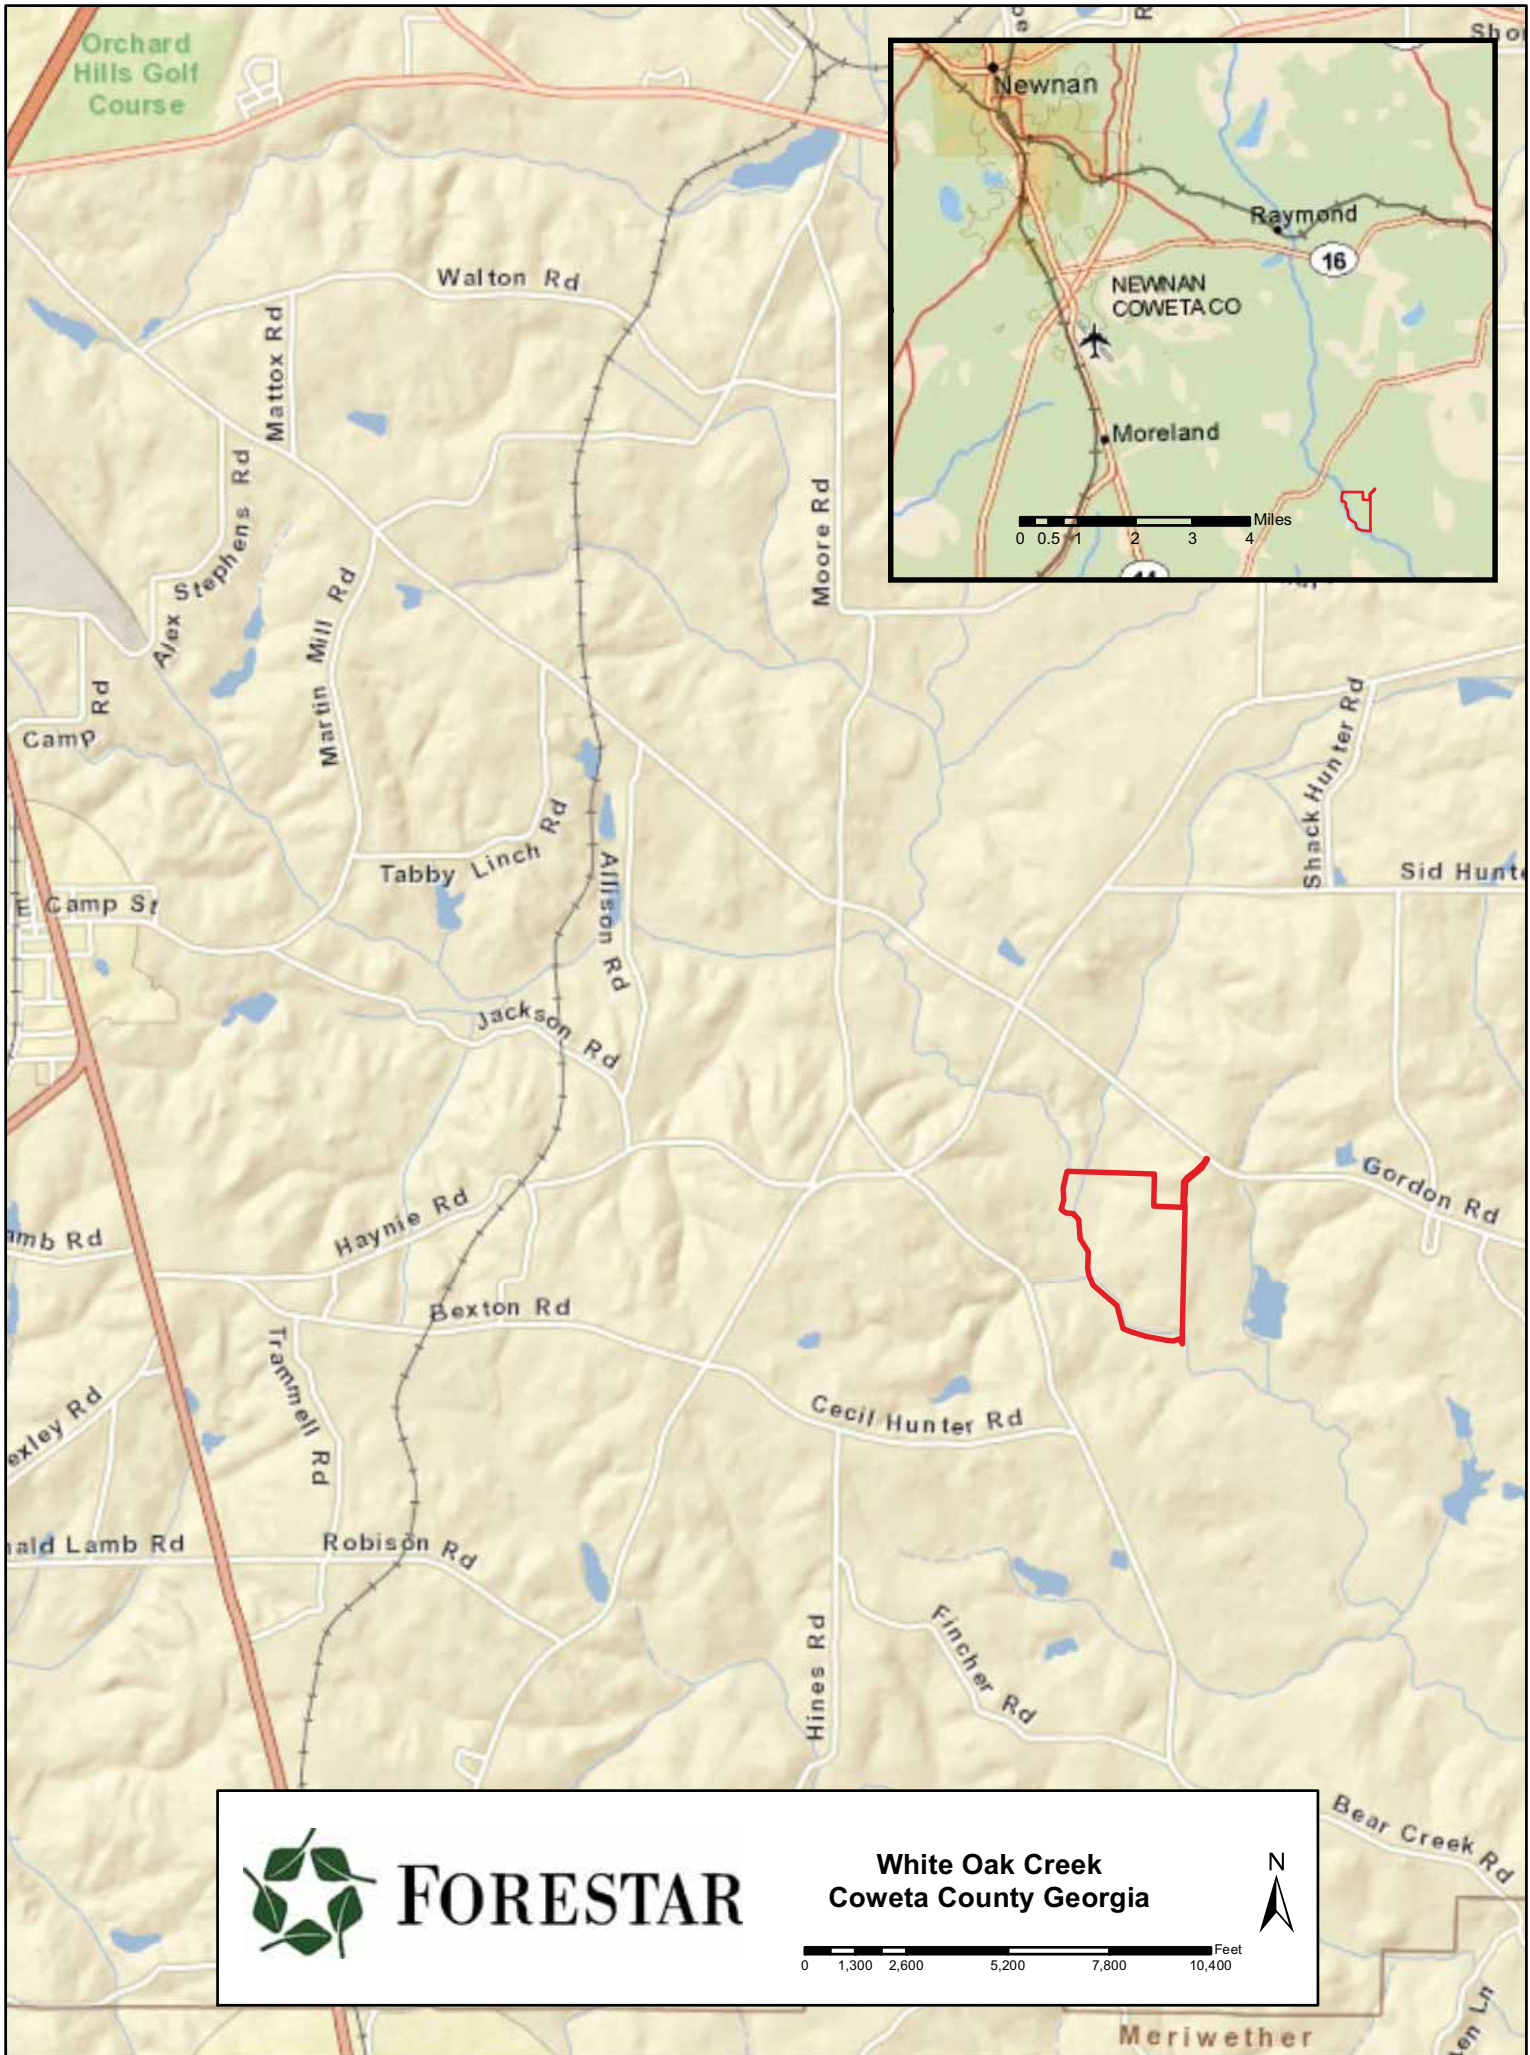 Orchard
Hills Golf
Course
Newnan
Raymond
16
NEWNAN
COWETA CO
Moreland
Miles
0 0.5 1 2 3 4
Walton Rd
Mattox Rd
Alex Stephens Rd
Martin Mill Rd
Moore Rd
Camp Rd
Shack Hunter Rd
Tabby Linch Rd
Allison Rd
Camp St
Sid Hunte
Jackson Rd
Gordon Rd
Haynie Rd
amb Rd
Bexton Rd
Trammell Rd
exley Rd
Cecil Hunter Rd
nald Lamb Rd
Robison Rd
Hines Rd
Fincher Rd
Bear Creek Rd
FORESTAR
White Oak Creek
Coweta County Georgia
N
Feet
0 1,300 2,600 5,200 7,800 10,400
Meriwether
en Ln